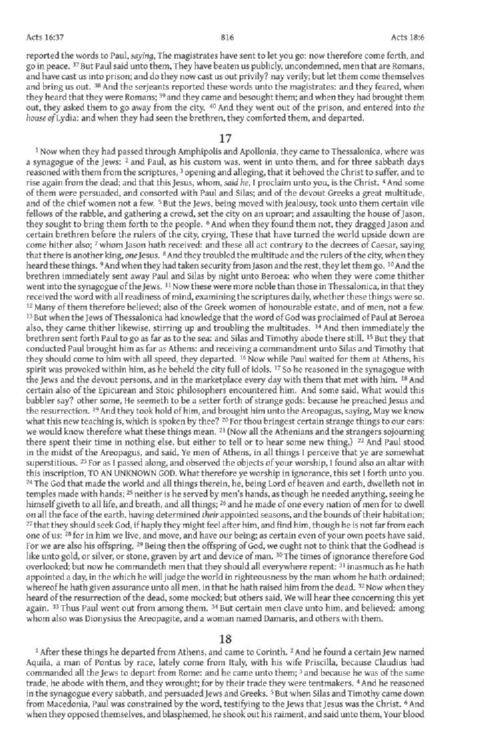 Acts 16:37 816 Acts 18:6
reported the words to Paul, saying, The magistrates have sent to let you go: now therefore come forth, and
go in peace. 37 But Paul said unto them, They have beaten us publicly, uncondemned, men that are Romans,
and have cast us into prison; and do they now cast us out privily? nay verily; but let them come themselves
and bring us out. 38 And the serjeants reported these words unto the magistrates: and they feared, when
they heard that they were Romans; 39 and they came and besought them; and when they had brought them
out, they asked them to go away from the city. 40 And they went out of the prison, and entered into the
house of Lydia: and when they had seen the brethren, they comforted them, and departed.
17
1 Now when they had passed through Amphipolis and Apollonia, they came to Thessalonica, where was
a synagogue of the Jews: 2 and Paul, as his custom was, went in unto them, and for three sabbath days
reasoned with them from the scriptures, 3 opening and alleging, that it behoved the Christ to suffer, and to
rise again from the dead; and that this Jesus, whom, said he, I proclaim unto you, is the Christ. 4 And some
of them were persuaded, and consorted with Paul and Silas; and of the devout Greeks a great multitude,
and of the chief women not a few. 5 But the Jews, being moved with jealousy, took unto them certain vile
fellows of the rabble, and gathering a crowd, set the city on an uproar; and assaulting the house of Jason,
they sought to bring them forth to the people. 6 And when they found them not, they dragged Jason and
certain brethren before the rulers of the city, crying, These that have turned the world upside down are
come hither also; 7 whom Jason hath received: and these all act contrary to the decrees of Caesar, saying
that there is another king, one Jesus. 8 And they troubled the multitude and the rulers of the city, when they
heard these things. 9 And when they had taken security from Jason and the rest, they let them go. 10 And the
brethren immediately sent away Paul and Silas by night unto Beroea: who when they were come thither
went into the synagogue of the Jews. 11 Now these were more noble than those in Thessalonica, in that they
received the word with all readiness of mind, examining the scriptures daily, whether these things were so.
12 Many of them therefore believed; also of the Greek women of honourable estate, and of men, not a few.
13 But when the Jews of Thessalonica had knowledge that the word of God was proclaimed of Paul at Beroea
also, they came thither likewise, stirring up and troubling the multitudes. 14 And then immediately the
brethren sent forth Paul to go as far as to the sea: and Silas and Timothy abode there still. 15 But they that
conducted Paul brought him as far as Athens: and receiving a commandment unto Silas and Timothy that
they should come to him with all speed, they departed. 16 Now while Paul waited for them at Athens, his
spirit was provoked within him, as he beheld the city full of idols. 17 So he reasoned in the synagogue with
the Jews and the devout persons, and in the marketplace every day with them that met with him. 18 And
certain also of the Epicurean and Stoic philosophers encountered him. And some said, What would this
babbler say? other some, He seemeth to be a setter forth of strange gods: because he preached Jesus and
the resurrection. 19 And they took hold of him, and brought him unto the Areopagus, saying, May we know
what this new teaching is, which is spoken by thee? 20 For thou bringest certain strange things to our ears:
we would know therefore what these things mean. 21 (Now all the Athenians and the strangers sojourning
there spent their time in nothing else, but either to tell or to hear some new thing.) 22 And Paul stood
in the midst of the Areopagus, and said, Ye men of Athens, in all things I perceive that ye are somewhat
superstitious. 23 For as I passed along, and observed the objects of your worship, I found also an altar with
this inscription, TO AN UNKNOWN GOD. What therefore ye worship in ignorance, this set I forth unto you.
24 The God that made the world and all things therein, he, being Lord of heaven and earth, dwelleth not in
temples made with hands; 25 neither is he served by men's hands, as though he needed anything, seeing he
himself giveth to all life, and breath, and all things; 26 and he made of one every nation of men for to dwell
on all the face of the earth, having determined their appointed seasons, and the bounds of their habitation;
27 that they should seek God, if haply they might feel after him, and find him, though he is not far from each
one of us: 28 for in him we live, and move, and have our being; as certain even of your own poets have said,
For we are also his offspring. 29 Being then the offspring of God, we ought not to think that the Godhead is
like unto gold, or silver, or stone, graven by art and device of man. 30 The times of ignorance therefore God
overlooked; but now he commandeth men that they should all everywhere repent: 31 inasmuch as he hath
appointed a day, in the which he will judge the world in righteousness by the man whom he hath ordained;
whereof he hath given assurance unto all men, in that he hath raised him from the dead. 32 Now when they
heard of the resurrection of the dead, some mocked; but others said, We will hear thee concerning this yet
again. 33 Thus Paul went out from among them. 34 But certain men clave unto him, and believed: among
whom also was Dionysius the Areopagite, and a woman named Damaris, and others with them.
18
1 After these things he departed from Athens, and came to Corinth. 2 And he found a certain Jew named
Aquila, a man of Pontus by race, lately come from Italy, with his wife Priscilla, because Claudius had
commanded all the Jews to depart from Rome: and he came unto them; 3 and because he was of the same
trade, he abode with them, and they wrought; for by their trade they were tentmakers. 4 And he reasoned
in the synagogue every sabbath, and persuaded Jews and Greeks. 5 But when Silas and Timothy came down
from Macedonia, Paul was constrained by the word, testifying to the Jews that Jesus was the Christ. 6 And
when they opposed themselves, and blasphemed, he shook out his raiment, and said unto them, Your blood